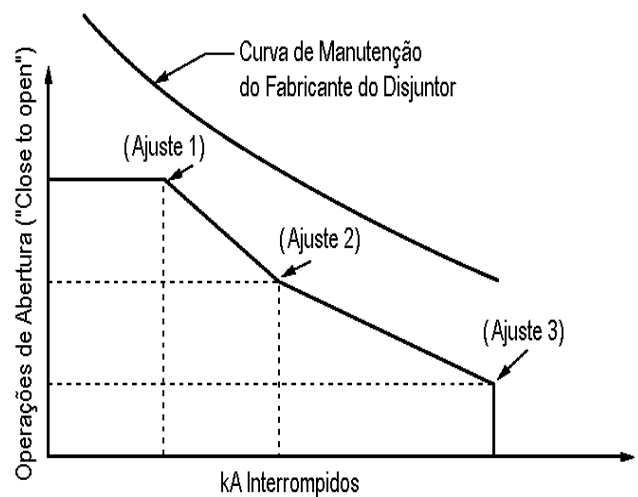 Curva de Manutenção
do Fabricante do Disjuntor
(Ajuste 1)
(Ajuste 2)
(Ajuste 3)
Operações de Abertura ("Close to open")
kA Interrompidos